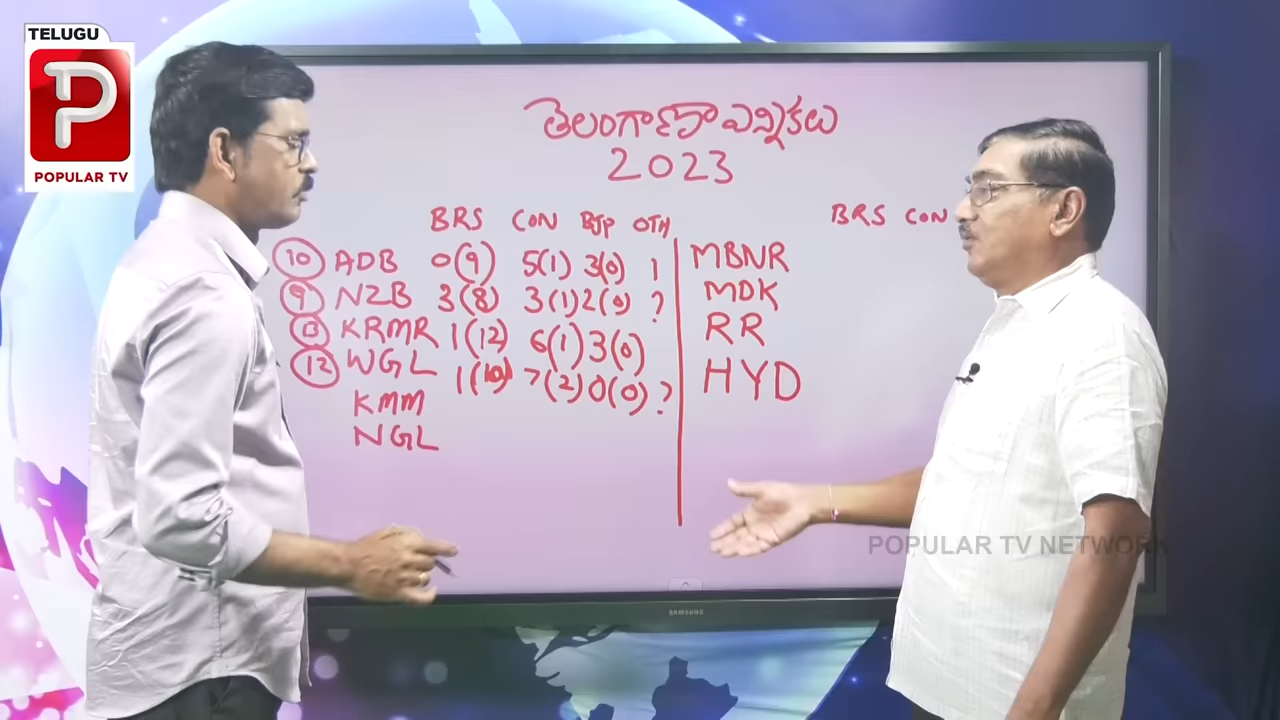 TELUGU
P
POPULAR TV
తెలంగాణా ఎన్నికలు
2023
BRS CON BJP OTH
10 ADB 0(9) 5(1) 3(0) 1
9 NZB 3(8) 3(1) 2(0) ?
13 KRMR 1(12) 6(1) 3(0)
12 WGL 1(10) 7(2) 0(0) ?
KMM
NGL
BRS CON
MBNR
MDK
RR
HYD
POPULAR TV NETWORK
SAMSUNG